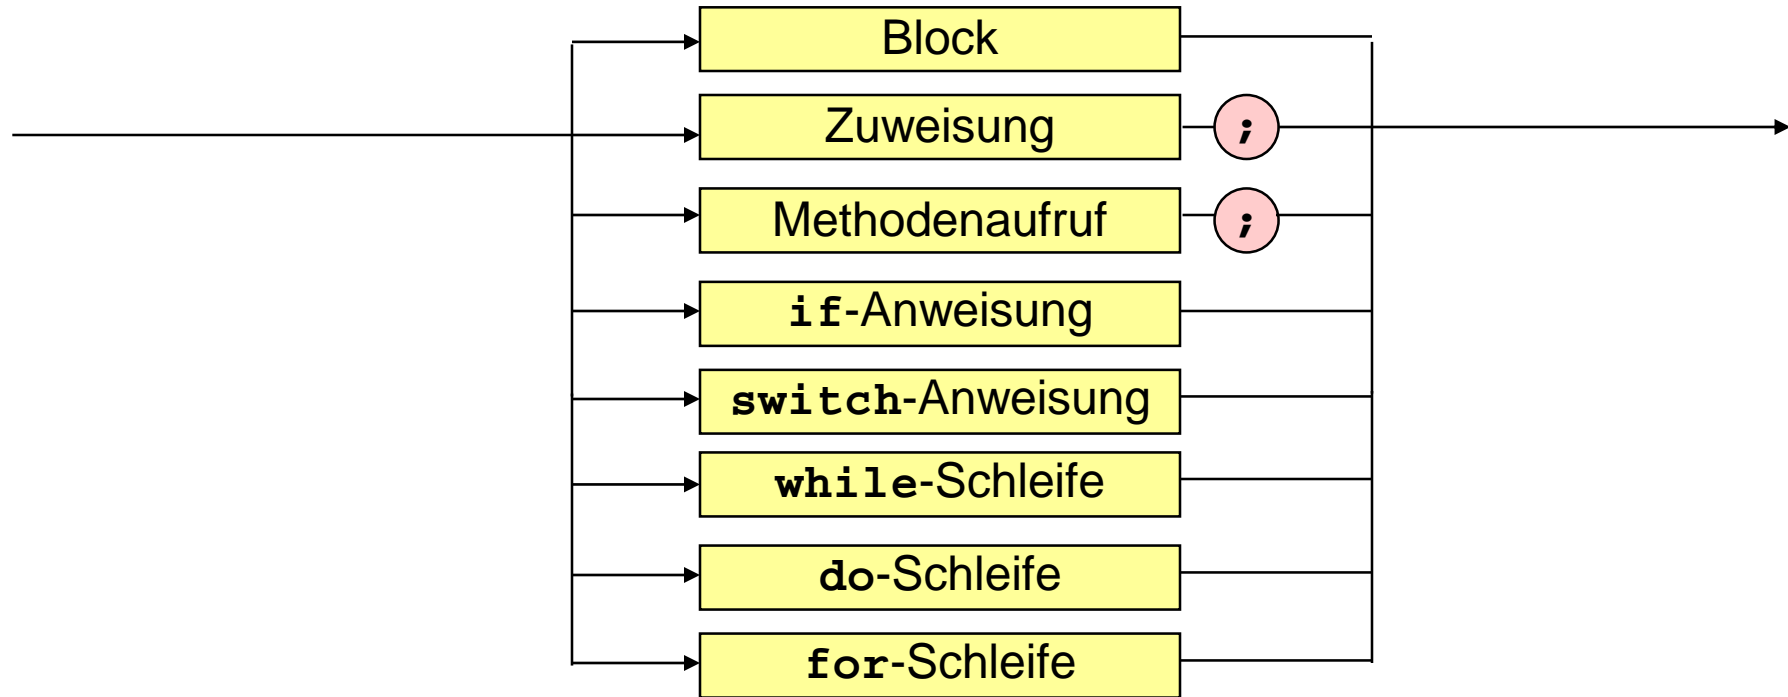 Block
Zuweisung ;
Methodenaufruf ;
if-Anweisung
switch-Anweisung
while-Schleife
do-Schleife
for-Schleife